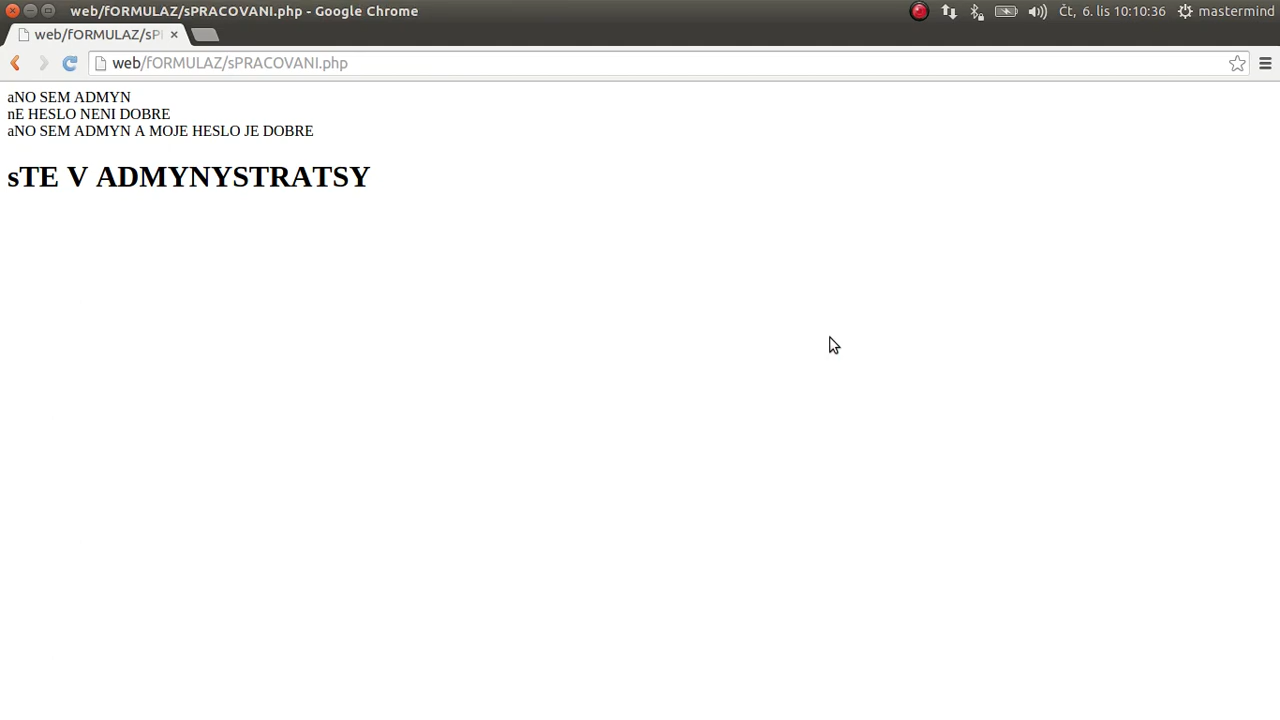 web/fORMULAZ/sPRACOVANI.php - Google Chrome
Čt, 6. lis 10:10:36
mastermind
web/fORMULAZ/sP
web/fORMULAZ/sPRACOVANI.php
aNO SEM ADMYN
nE HESLO NENI DOBRE
aNO SEM ADMYN A MOJE HESLO JE DOBRE
sTE V ADMYNYSTRATSY